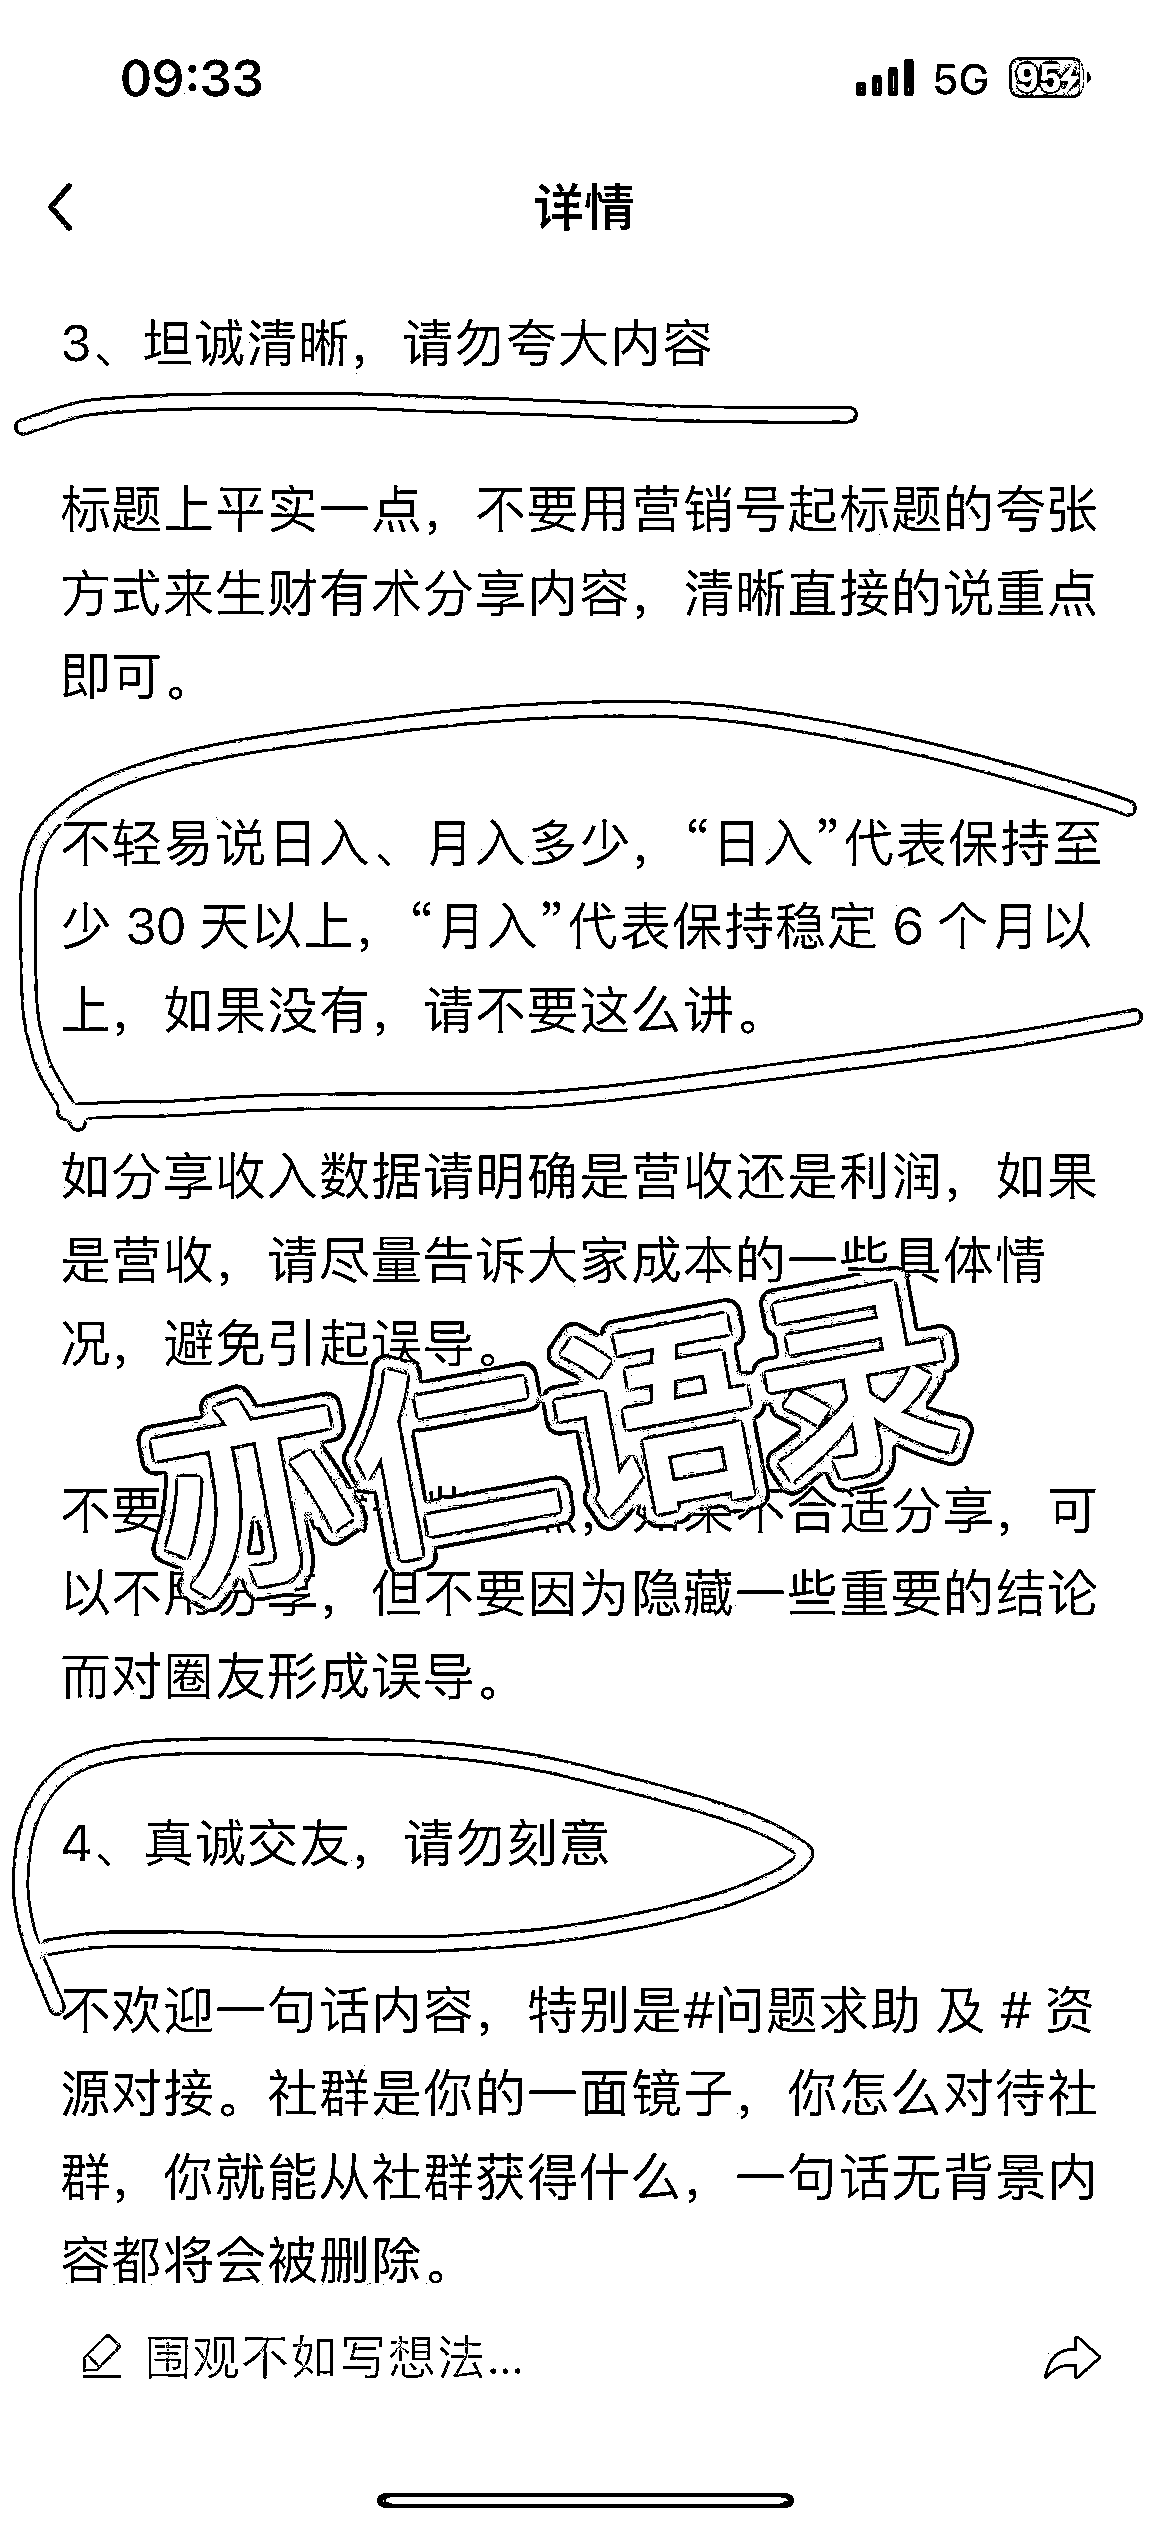 09:33
5G 95
详情
3、坦诚清晰，请勿夸大内容
标题上平实一点，不要用营销号起标题的夸张
方式来生财有术分享内容，清晰直接的说重点
即可。
不轻易说日入、月入多少，“日入”代表保持至
少 30 天以上，“月入”代表保持稳定 6 个月以
上，如果没有，请不要这么讲。
如分享收入数据请明确是营收还是利润，如果
是营收，请尽量告诉大家成本的一些具体情
况，避免引起误导。
亦仁语录
不要 如果不合适分享，可
以不用分享，但不要因为隐藏一些重要的结论
而对圈友形成误导。
4、真诚交友，请勿刻意
不欢迎一句话内容，特别是#问题求助 及 # 资
源对接。社群是你的一面镜子，你怎么对待社
群，你就能从社群获得什么，一句话无背景内
容都将会被删除。
围观不如写想法...